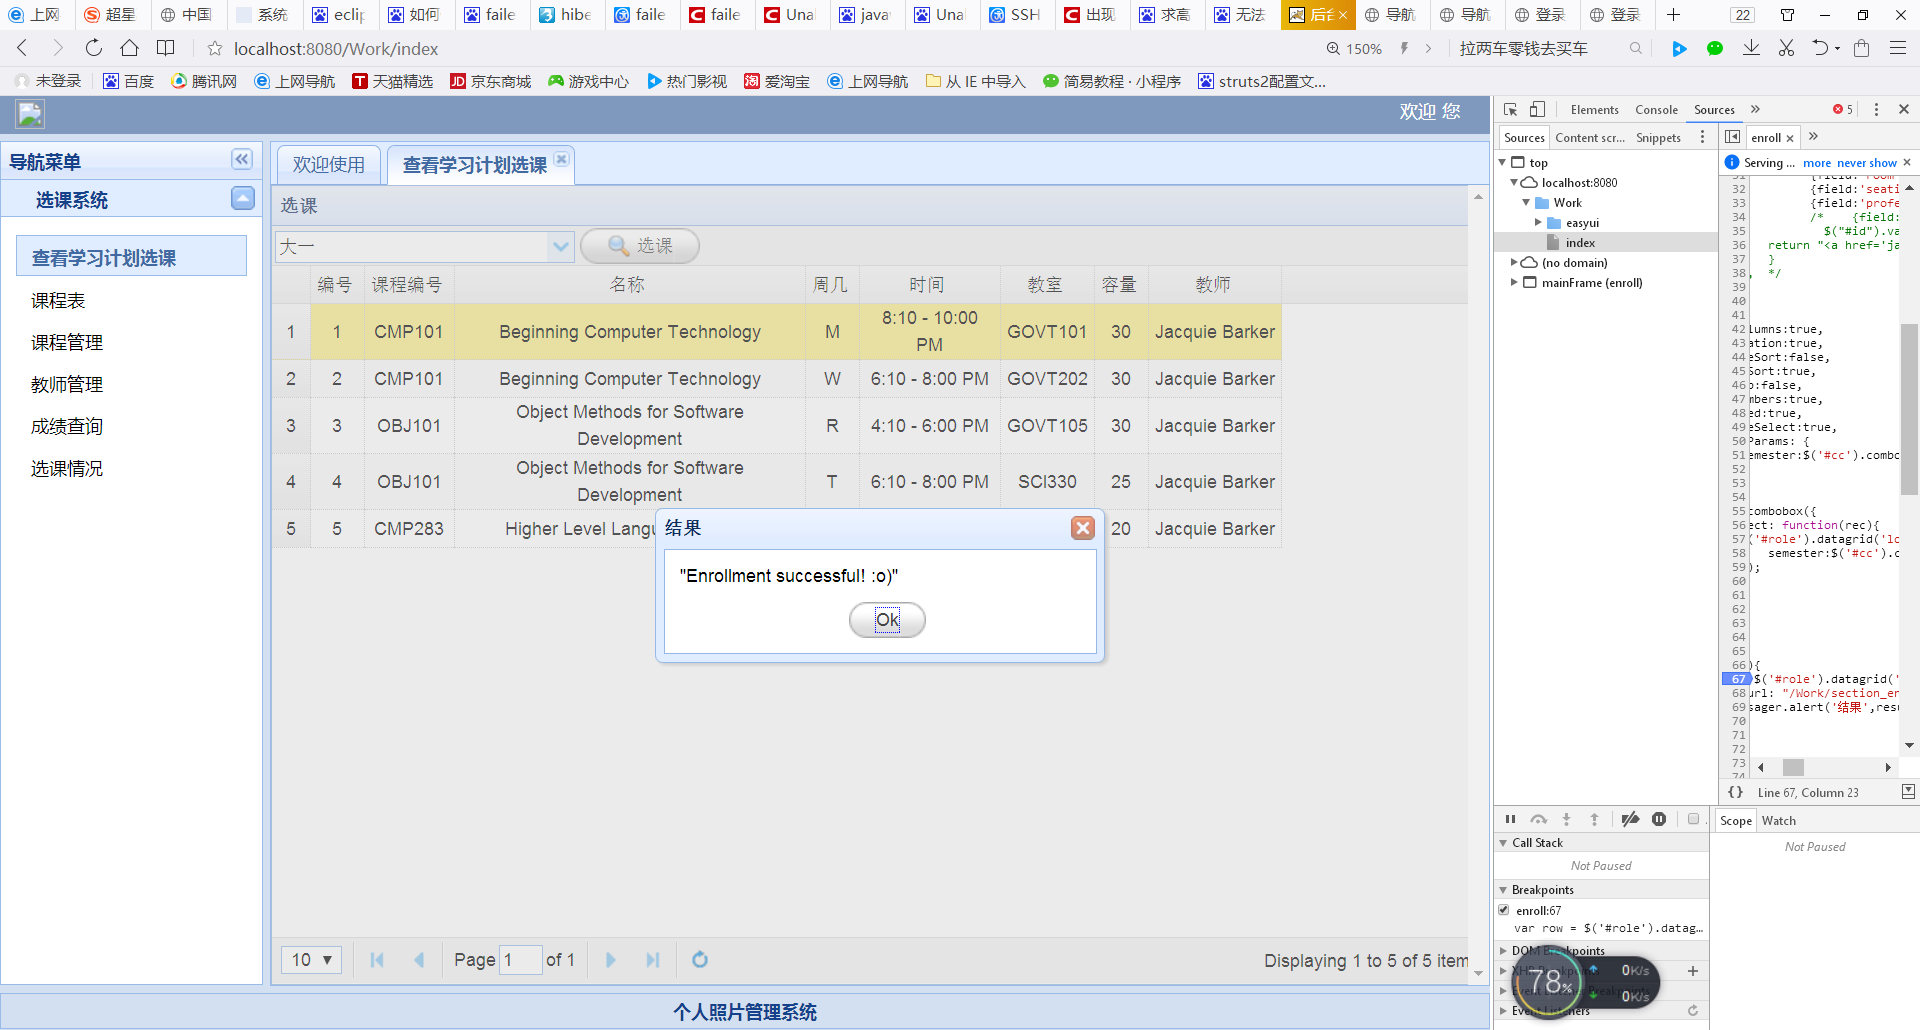 上网 超星 中国 系统 eclip 如何 faile hibe faile faile Unal java Una SSH 出现 求高 无法 后台 导航 导航 登录 登录 22
localhost:8080/Work/index 150% 拉两车零钱去买车
未登录 百度 腾讯网 上网导航 天猫精选 京东商城 游戏中心 热门影视 爱淘宝 上网导航 从 IE 中导入 简易教程 · 小程序 struts2配置文...
欢迎 您
导航菜单
选课系统
查看学习计划选课
课程表
课程管理
教师管理
成绩查询
选课情况
欢迎使用 查看学习计划选课
选课
大一 选课
编号 课程编号 名称 周几 时间 教室 容量 教师
1 1 CMP101 Beginning Computer Technology M 8:10 - 10:00 PM GOVT101 30 Jacquie Barker
2 2 CMP101 Beginning Computer Technology W 6:10 - 8:00 PM GOVT202 30 Jacquie Barker
3 3 OBJ101 Object Methods for Software Development R 4:10 - 6:00 PM GOVT105 30 Jacquie Barker
4 4 OBJ101 Object Methods for Software Development T 6:10 - 8:00 PM SCI330 25 Jacquie Barker
5 5 CMP283 Higher Level Langu 20 Jacquie Barker
结果
"Enrollment successful! :o)"
Ok
10 Page 1 of 1 Displaying 1 to 5 of 5 item
个人照片管理系统
Elements Console Sources 5
Sources Content scr... Snippets
top
localhost:8080
Work
easyui
index
(no domain)
mainFrame (enroll)
enroll
Serving ... more never show
32 {field:'seati
33 {field:'profe
34 /* {field:
35 $("#id").va
36 return "<a href='ja
37 }
38 , */
39
40
41
42 lumns:true,
43 ation:true,
44 eSort:false,
45 Sort:true,
46 o:false,
47 mbers:true,
48 ed:true,
49 eSelect:true,
50 Params: {
51 emester:$('#cc').combo
52
53
54
55 combobox({
56 ect: function(rec){
57 ('#role').datagrid('lo
58 semester:$('#cc').c
59 );
60
61
62
63
64
65
66 ){
67 $('#role').datagrid('
68 url: "/Work/section_en
69 sager.alert('结果',resu
70
71
72
73
74
{} Line 67, Column 23
Call Stack
Not Paused
Breakpoints
enroll:67
var row = $('#role').datag...
DOM Breakpoints
XHR Breakpoints
Event Listener Breakpoints
Event Listeners
Scope Watch
Not Paused
78%
0K/s
0K/s